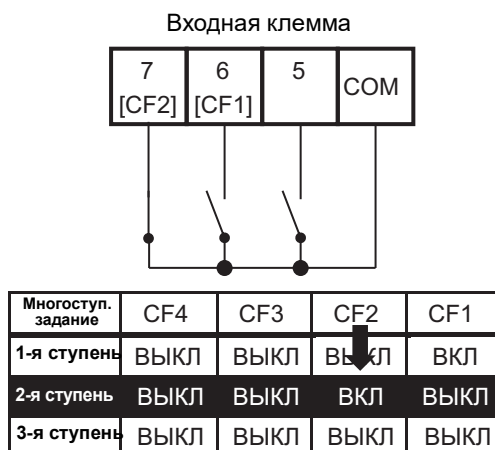 Входная клемма
7 6 5 COM
[CF2] [CF1]
Многоступ. задание CF4 CF3 CF2 CF1
1-я ступень ВЫКЛ ВЫКЛ ВЫКЛ ВКЛ
2-я ступень ВЫКЛ ВЫКЛ ВКЛ ВЫКЛ
3-я ступень ВЫКЛ ВЫКЛ ВЫКЛ ВЫКЛ